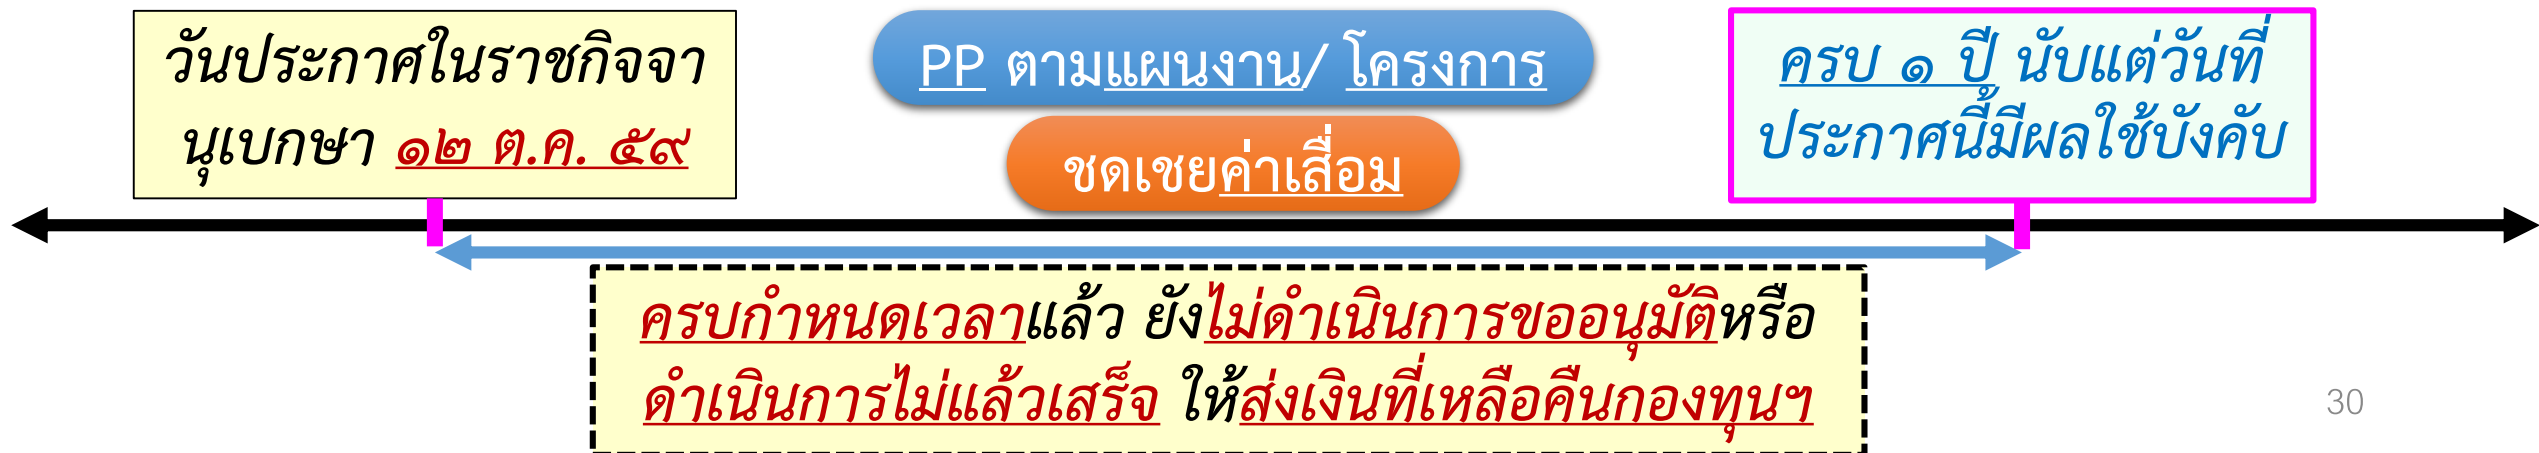 วันประกาศในราชกิจจา
นุเบกษา ๑๒ ต.ค. ๕๙
PP ตามแผนงาน/ โครงการ
ชดเชยค่าเสื่อม
ครบ ๑ ปี นับแต่วันที่
ประกาศนี้มีผลใช้บังคับ
ครบกำหนดเวลาแล้ว ยังไม่ดำเนินการขออนุมัติหรือ
ดำเนินการไม่แล้วเสร็จ ให้ส่งเงินที่เหลือคืนกองทุนฯ
30